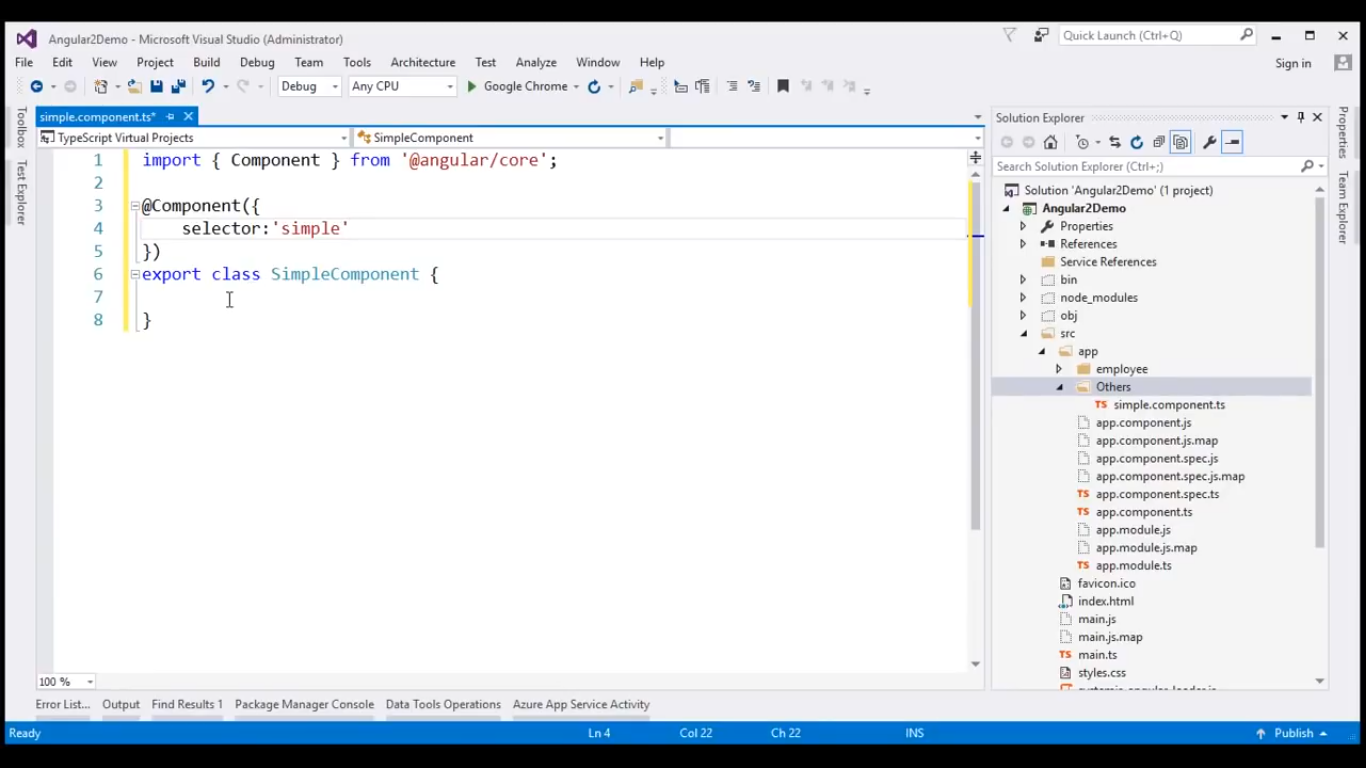 Angular2Demo - Microsoft Visual Studio (Administrator)
Quick Launch (Ctrl+Q)
File Edit View Project Build Debug Team Tools Architecture Test Analyze Window Help
Sign in
Debug Any CPU Google Chrome
Toolbox
Test Explorer
simple.component.ts*
TypeScript Virtual Projects
SimpleComponent
1 import { Component } from '@angular/core';
2
3 @Component({
4 selector:'simple'
5 })
6 export class SimpleComponent {
7
8 }
100 %
Solution Explorer
Search Solution Explorer (Ctrl+;)
Solution 'Angular2Demo' (1 project)
Angular2Demo
Properties
References
Service References
bin
node_modules
obj
src
app
employee
Others
TS simple.component.ts
app.component.js
app.component.js.map
app.component.spec.js
app.component.spec.js.map
TS app.component.spec.ts
TS app.component.ts
app.module.js
app.module.js.map
TS app.module.ts
favicon.ico
index.html
main.js
main.js.map
TS main.ts
styles.css
Properties
Team Explorer
Error List... Output Find Results 1 Package Manager Console Data Tools Operations Azure App Service Activity
Ready Ln 4 Col 22 Ch 22 INS Publish